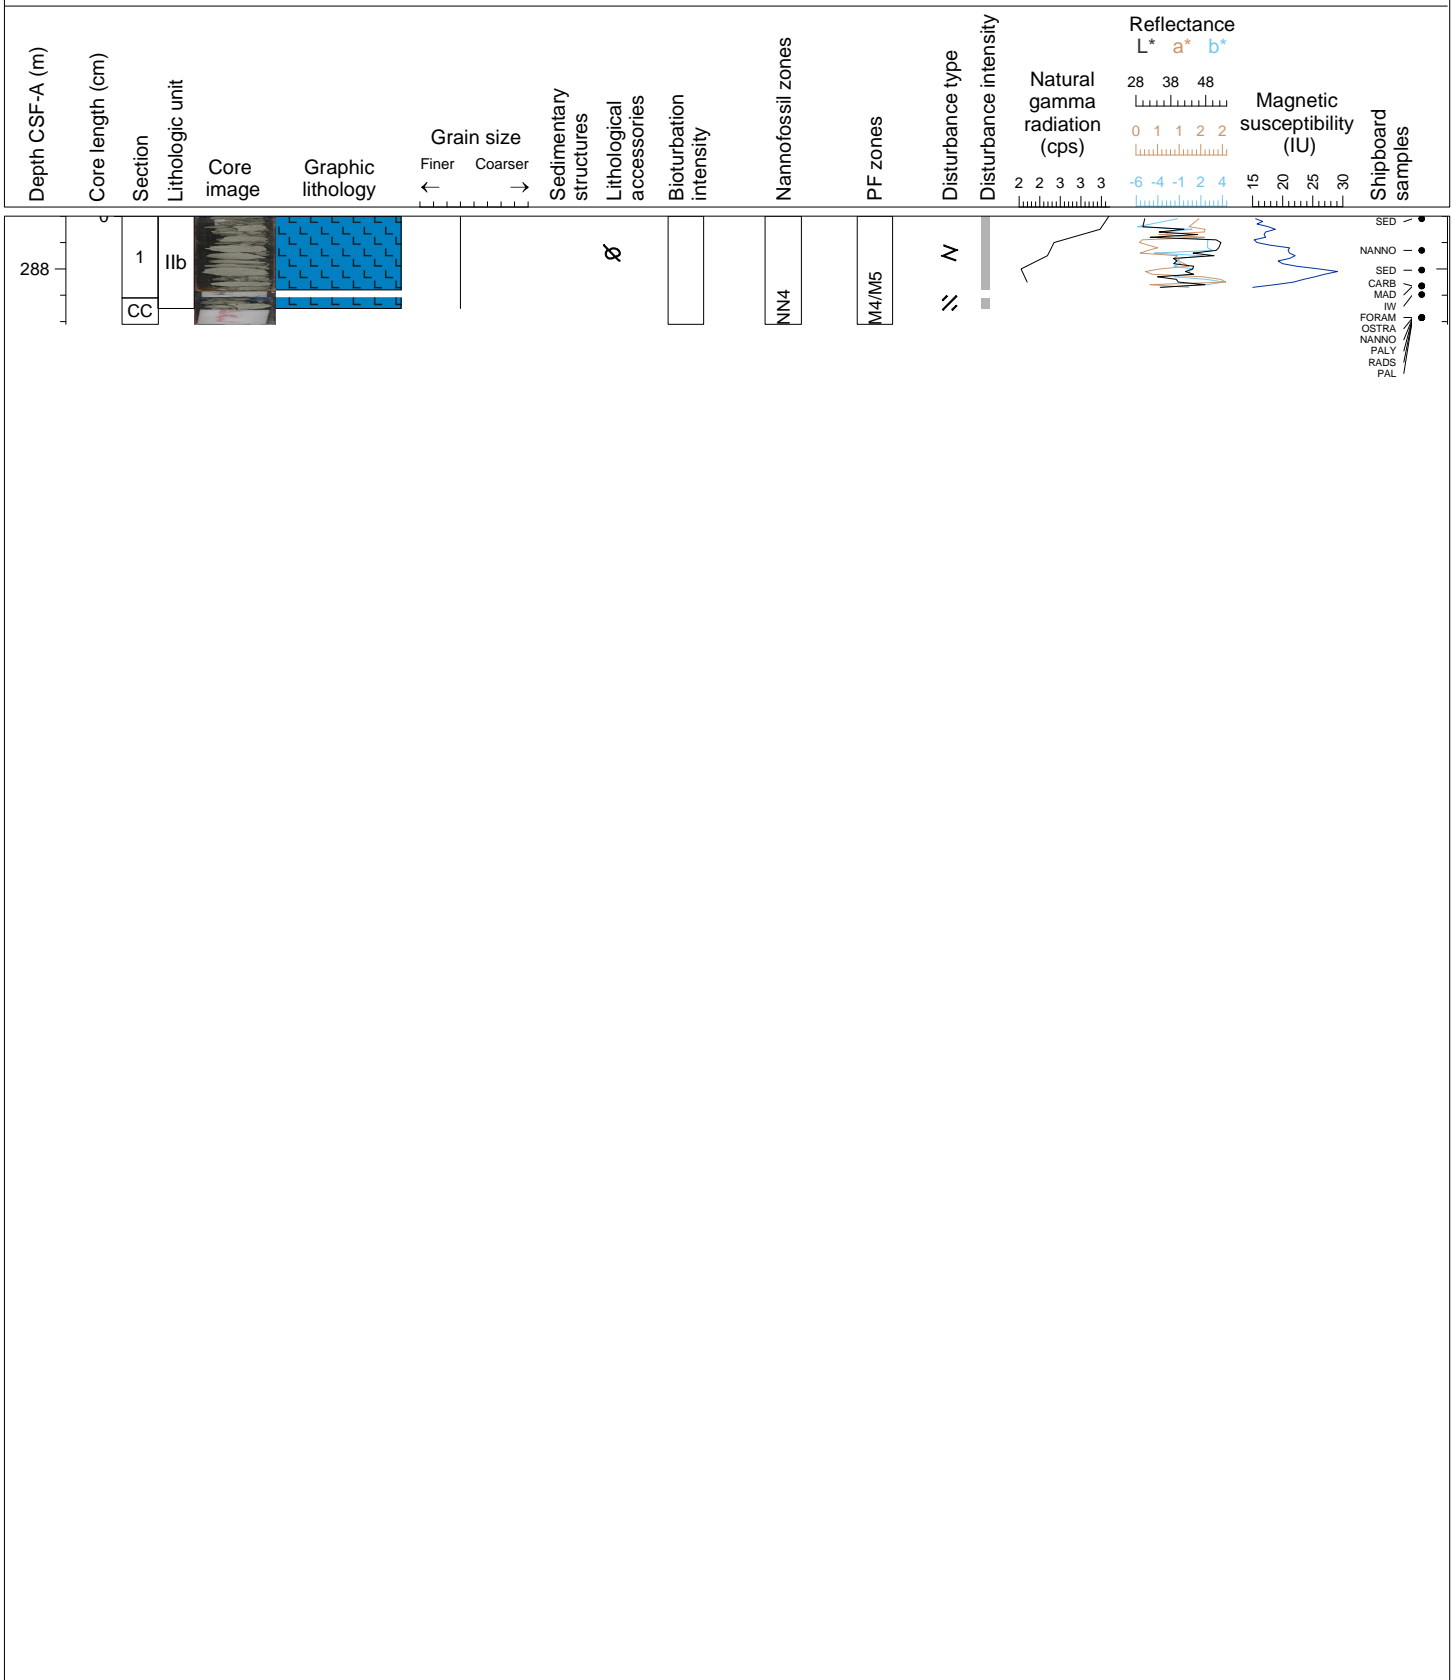 Depth CSF-A (m)
Core length (cm)
Section
Lithologic unit
Core
image
Graphic
lithology
Grain size
Finer Coarser
← →
Sedimentary
structures
Lithological
accessories
Bioturbation
intensity
Nannofossil zones
PF zones
Disturbance type
Disturbance intensity
Natural
gamma
radiation
(cps)
2 2 3 3 3
Reflectance
L* a* b*
28 38 48
0 1 1 2 2
-6 -4 -1 2 4
Magnetic
susceptibility
(IU)
15 20 25 30
Shipboard
samples
288
1
CC
IIb
NN4
M4/M5
SED
NANNO
SED
CARB
MAD
IW
FORAM
OSTRA
NANNO
PALY
RADS
PAL